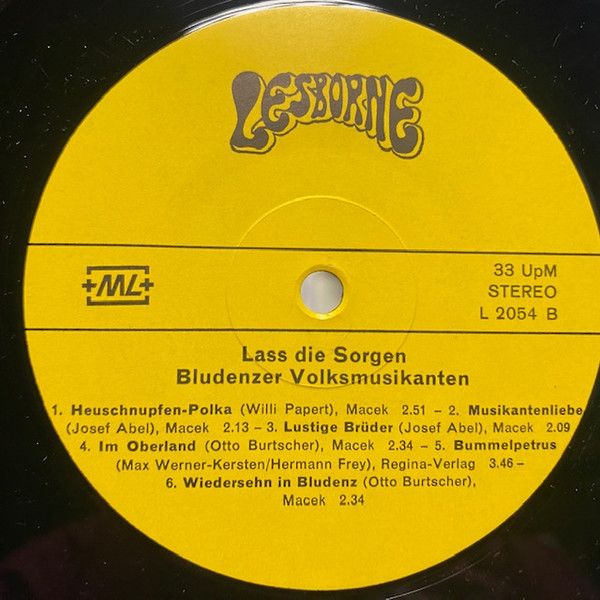 LESBORNE
+ML+
33 UpM
STEREO
L 2054 B
Lass die Sorgen
Bludenzer Volksmusikanten
1. Heuschnupfen-Polka (Willi Papert), Macek 2.51 – 2. Musikantenliebe
(Josef Abel), Macek 2.13 – 3. Lustige Brüder (Josef Abel), Macek 2.09
4. Im Oberland (Otto Burtscher), Macek 2.34 – 5. Bummelpetrus
(Max Werner-Kersten/Hermann Frey), Regina-Verlag 3.46 –
6. Wiedersehn in Bludenz (Otto Burtscher),
Macek 2.34